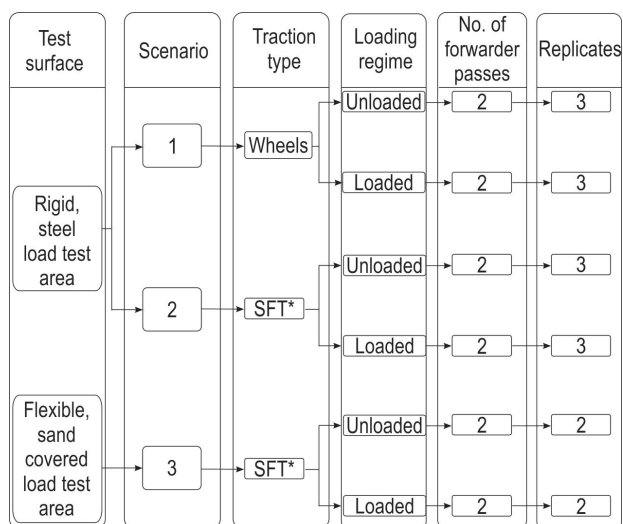 Test
surface
Scenario
Traction
type
Loading
regime
No. of
forwarder
passes
Replicates
Rigid,
steel
load test
area
1
Wheels
Unloaded
2
3
Loaded
2
3
2
SFT*
Unloaded
2
3
Loaded
2
3
Flexible,
sand
covered
load test
area
3
SFT*
Unloaded
2
2
Loaded
2
2